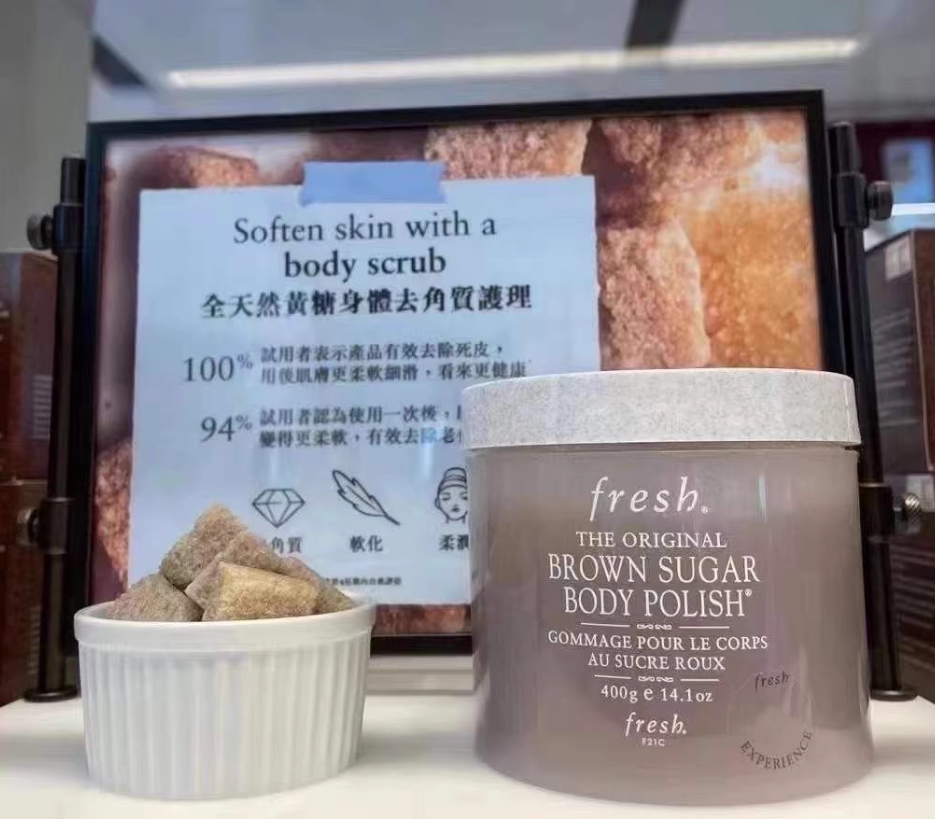 Soften skin with a
body scrub
全天然黃糖身體去角質護理
100% 試用者表示產品有效去除死皮，
用後肌膚更柔軟細滑，看來更健康
94% 試用者認為使用一次後，
變得更柔軟，有效去除老
角質
軟化
柔潤
fresh®
THE ORIGINAL
BROWN SUGAR
BODY POLISH®
GOMMAGE POUR LE CORPS
AU SUCRE ROUX
400g e 14.1oz
fresh®
F21C
fresh
EXPERIENCE